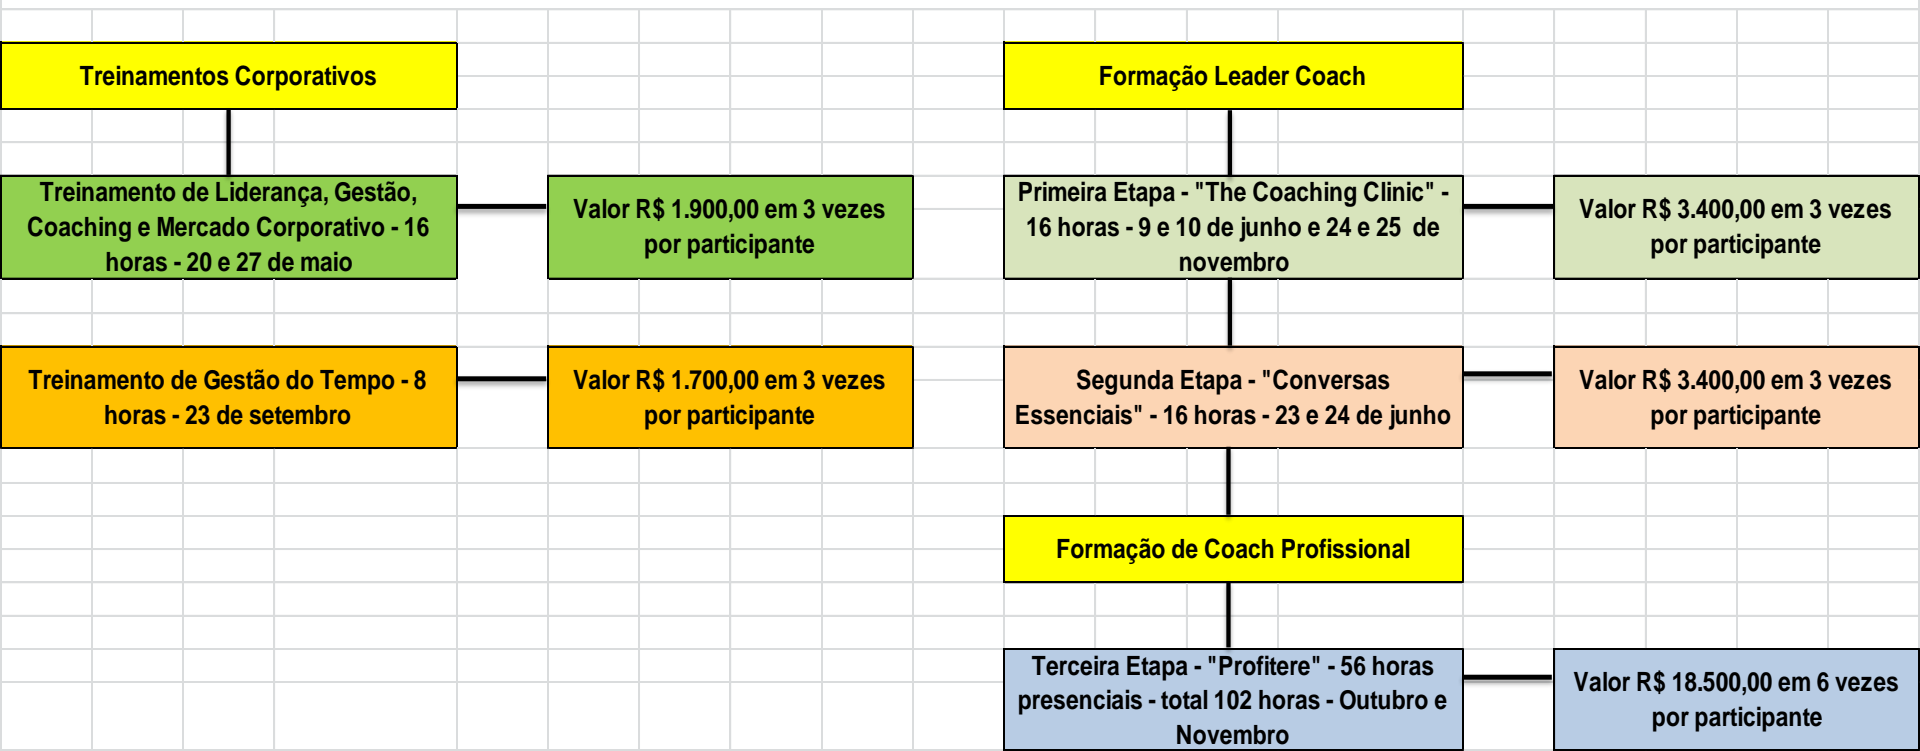 Treinamentos Corporativos
Treinamento de Liderança, Gestão,
Coaching e Mercado Corporativo - 16
horas - 20 e 27 de maio
Valor R$ 1.900,00 em 3 vezes
por participante
Treinamento de Gestão do Tempo - 8
horas - 23 de setembro
Valor R$ 1.700,00 em 3 vezes
por participante
Formação Leader Coach
Primeira Etapa - "The Coaching Clinic" -
16 horas - 9 e 10 de junho e 24 e 25 de
novembro
Valor R$ 3.400,00 em 3 vezes
por participante
Segunda Etapa - "Conversas
Essenciais" - 16 horas - 23 e 24 de junho
Valor R$ 3.400,00 em 3 vezes
por participante
Formação de Coach Profissional
Terceira Etapa - "Profitere" - 56 horas
presenciais - total 102 horas - Outubro e
Novembro
Valor R$ 18.500,00 em 6 vezes
por participante